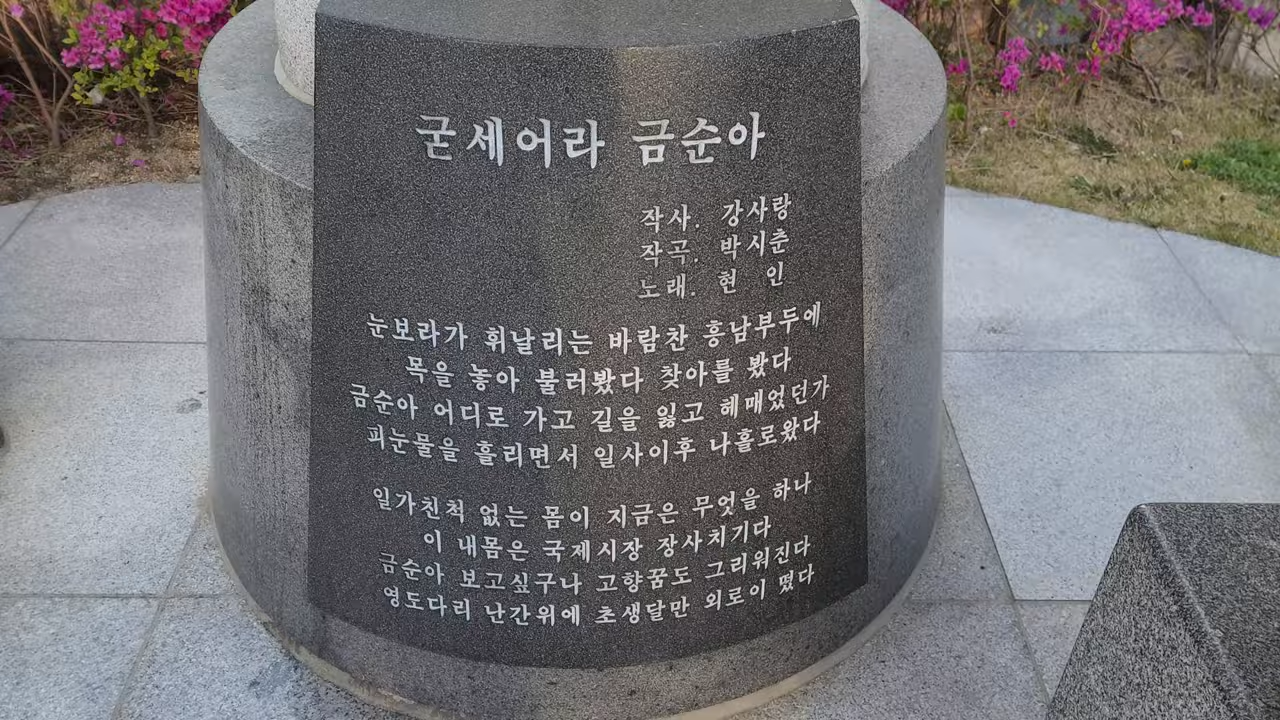 굳세어라 금순아
작사. 강사랑
작곡. 박시춘
노래. 현 인
눈보라가 휘날리는 바람찬 흥남부두에
목을 놓아 불러봤다 찾아를 봤다
금순아 어디로 가고 길을 잃고 헤매었던가
피눈물을 흘리면서 일사이후 나홀로왔다
일가친척 없는 몸이 지금은 무엇을 하나
이 내몸은 국제시장 장사치기다
금순아 보고싶구나 고향꿈도 그리워진다
영도다리 난간위에 초생달만 외로이 떴다